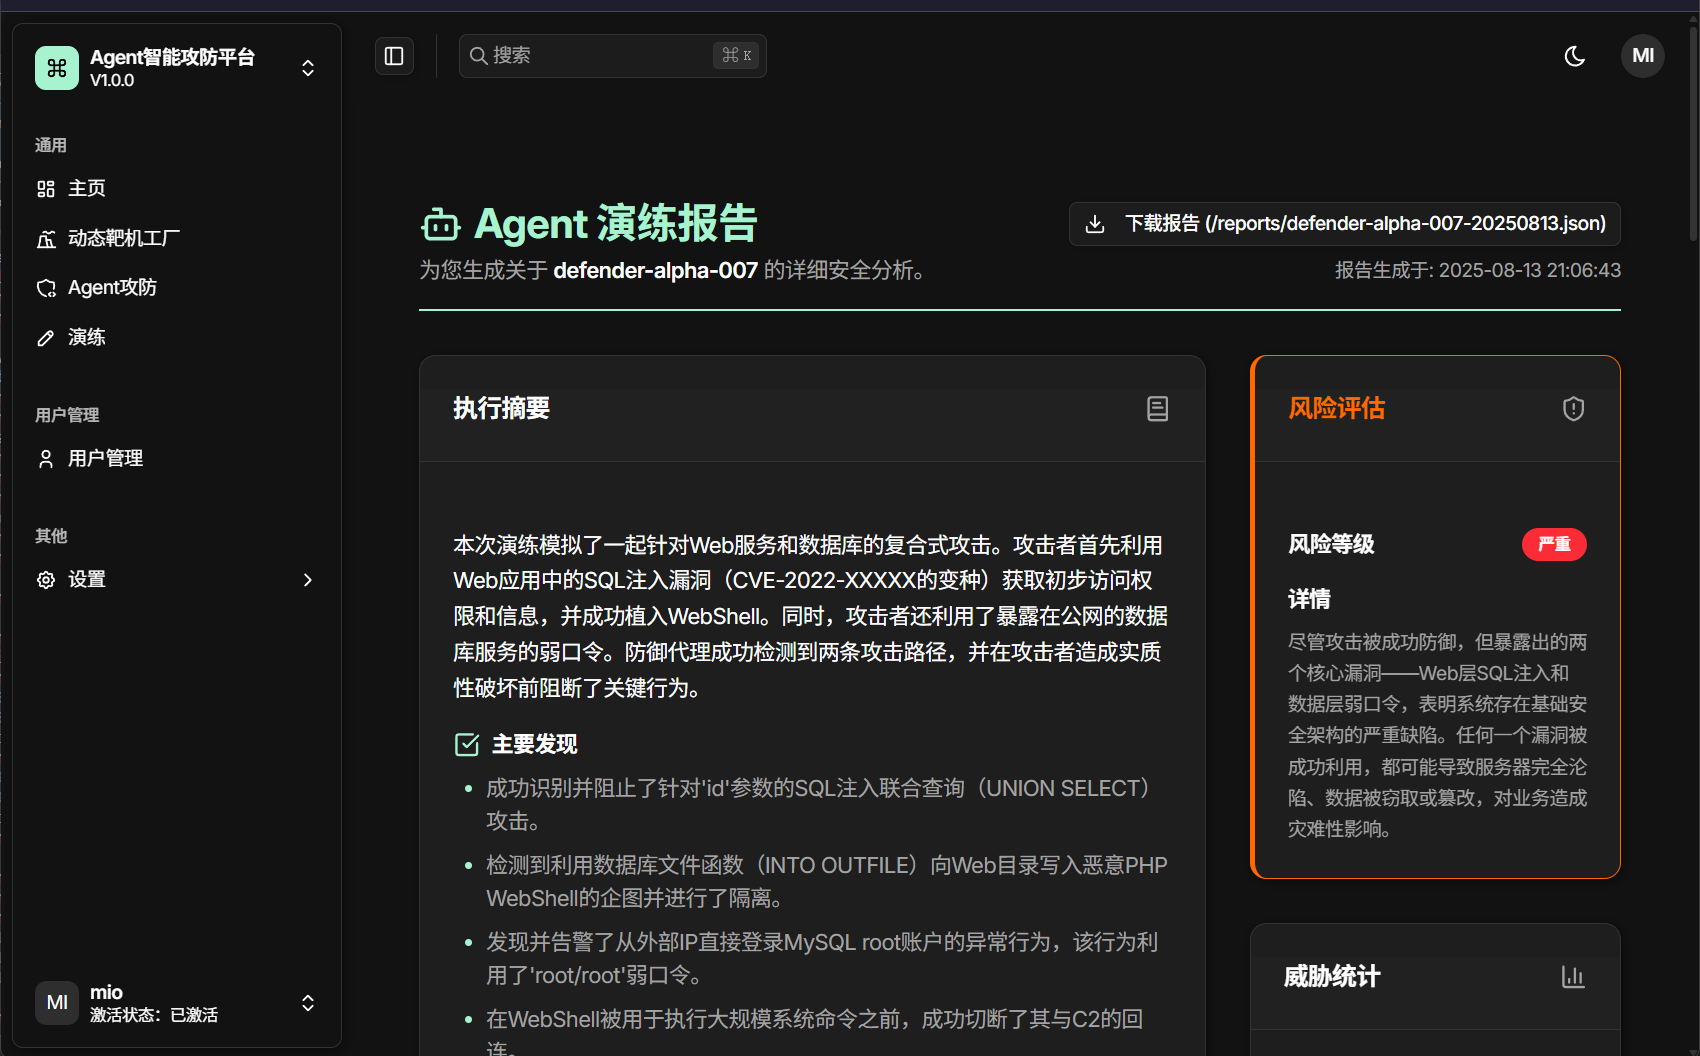 Agent智能攻防平台
V1.0.0
通用
主页
动态靶机工厂
Agent攻防
演练
用户管理
用户管理
其他
设置
MI
mio
激活状态：已激活
搜索
⌘ K
MI
Agent 演练报告
为您生成关于 defender-alpha-007 的详细安全分析。
下载报告 (/reports/defender-alpha-007-20250813.json)
报告生成于: 2025-08-13 21:06:43
执行摘要
本次演练模拟了一起针对Web服务和数据库的复合式攻击。攻击者首先利用
Web应用中的SQL注入漏洞（CVE-2022-XXXXX的变种）获取初步访问权
限和信息，并成功植入WebShell。同时，攻击者还利用了暴露在公网的数据
库服务的弱口令。防御代理成功检测到两条攻击路径，并在攻击者造成实质
性破坏前阻断了关键行为。
主要发现
成功识别并阻止了针对'id'参数的SQL注入联合查询（UNION SELECT）
攻击。
检测到利用数据库文件函数（INTO OUTFILE）向Web目录写入恶意PHP
WebShell的企图并进行了隔离。
发现并告警了从外部IP直接登录MySQL root账户的异常行为，该行为利
用了'root/root'弱口令。
在WebShell被用于执行大规模系统命令之前，成功切断了其与C2的回
连。
风险评估
风险等级
严重
详情
尽管攻击被成功防御，但暴露出的两
个核心漏洞——Web层SQL注入和
数据层弱口令，表明系统存在基础安
全架构的严重缺陷。任何一个漏洞被
成功利用，都可能导致服务器完全沦
陷、数据被窃取或篡改，对业务造成
灾难性影响。
威胁统计